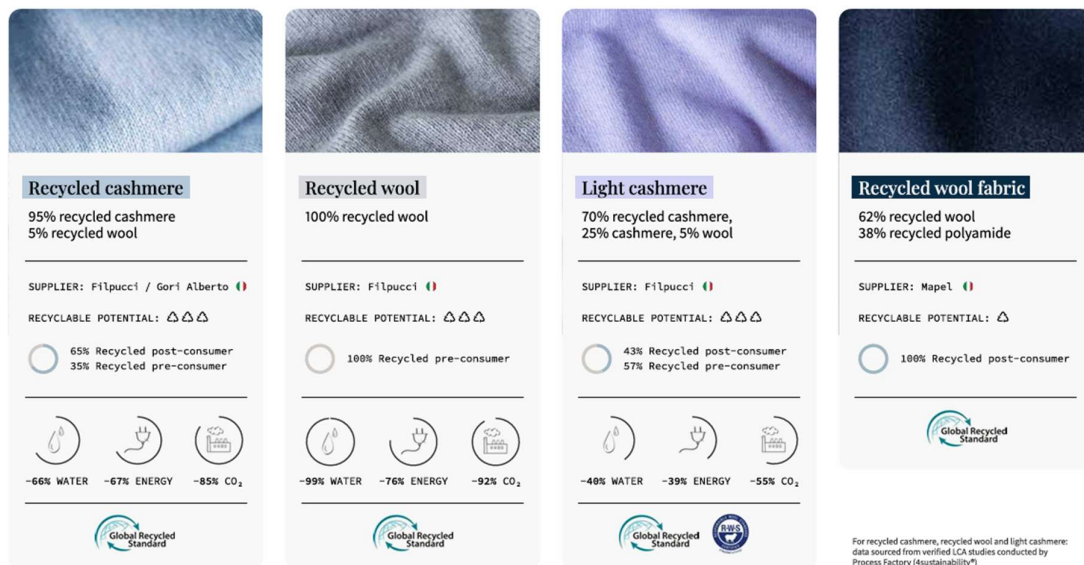 Recycled cashmere
95% recycled cashmere
5% recycled wool
SUPPLIER: Filpucci / Gori Alberto
RECYCLABLE POTENTIAL:
65% Recycled post-consumer
35% Recycled pre-consumer
-66% WATER -67% ENERGY -85% CO₂
Global Recycled
Standard
Recycled wool
100% recycled wool
SUPPLIER: Filpucci
RECYCLABLE POTENTIAL:
100% Recycled pre-consumer
-99% WATER -76% ENERGY -92% CO₂
Global Recycled
Standard
Light cashmere
70% recycled cashmere,
25% cashmere, 5% wool
SUPPLIER: Filpucci
RECYCLABLE POTENTIAL:
43% Recycled post-consumer
57% Recycled pre-consumer
-40% WATER -39% ENERGY -55% CO₂
Global Recycled
Standard
R·W·S
Recycled wool fabric
62% recycled wool
38% recycled polyamide
SUPPLIER: Mapel
RECYCLABLE POTENTIAL:
100% Recycled post-consumer
Global Recycled
Standard
For recycled cashmere, recycled wool and light cashmere:
data sourced from verified LCA studies conducted by
Process Factory (4sustainability®)